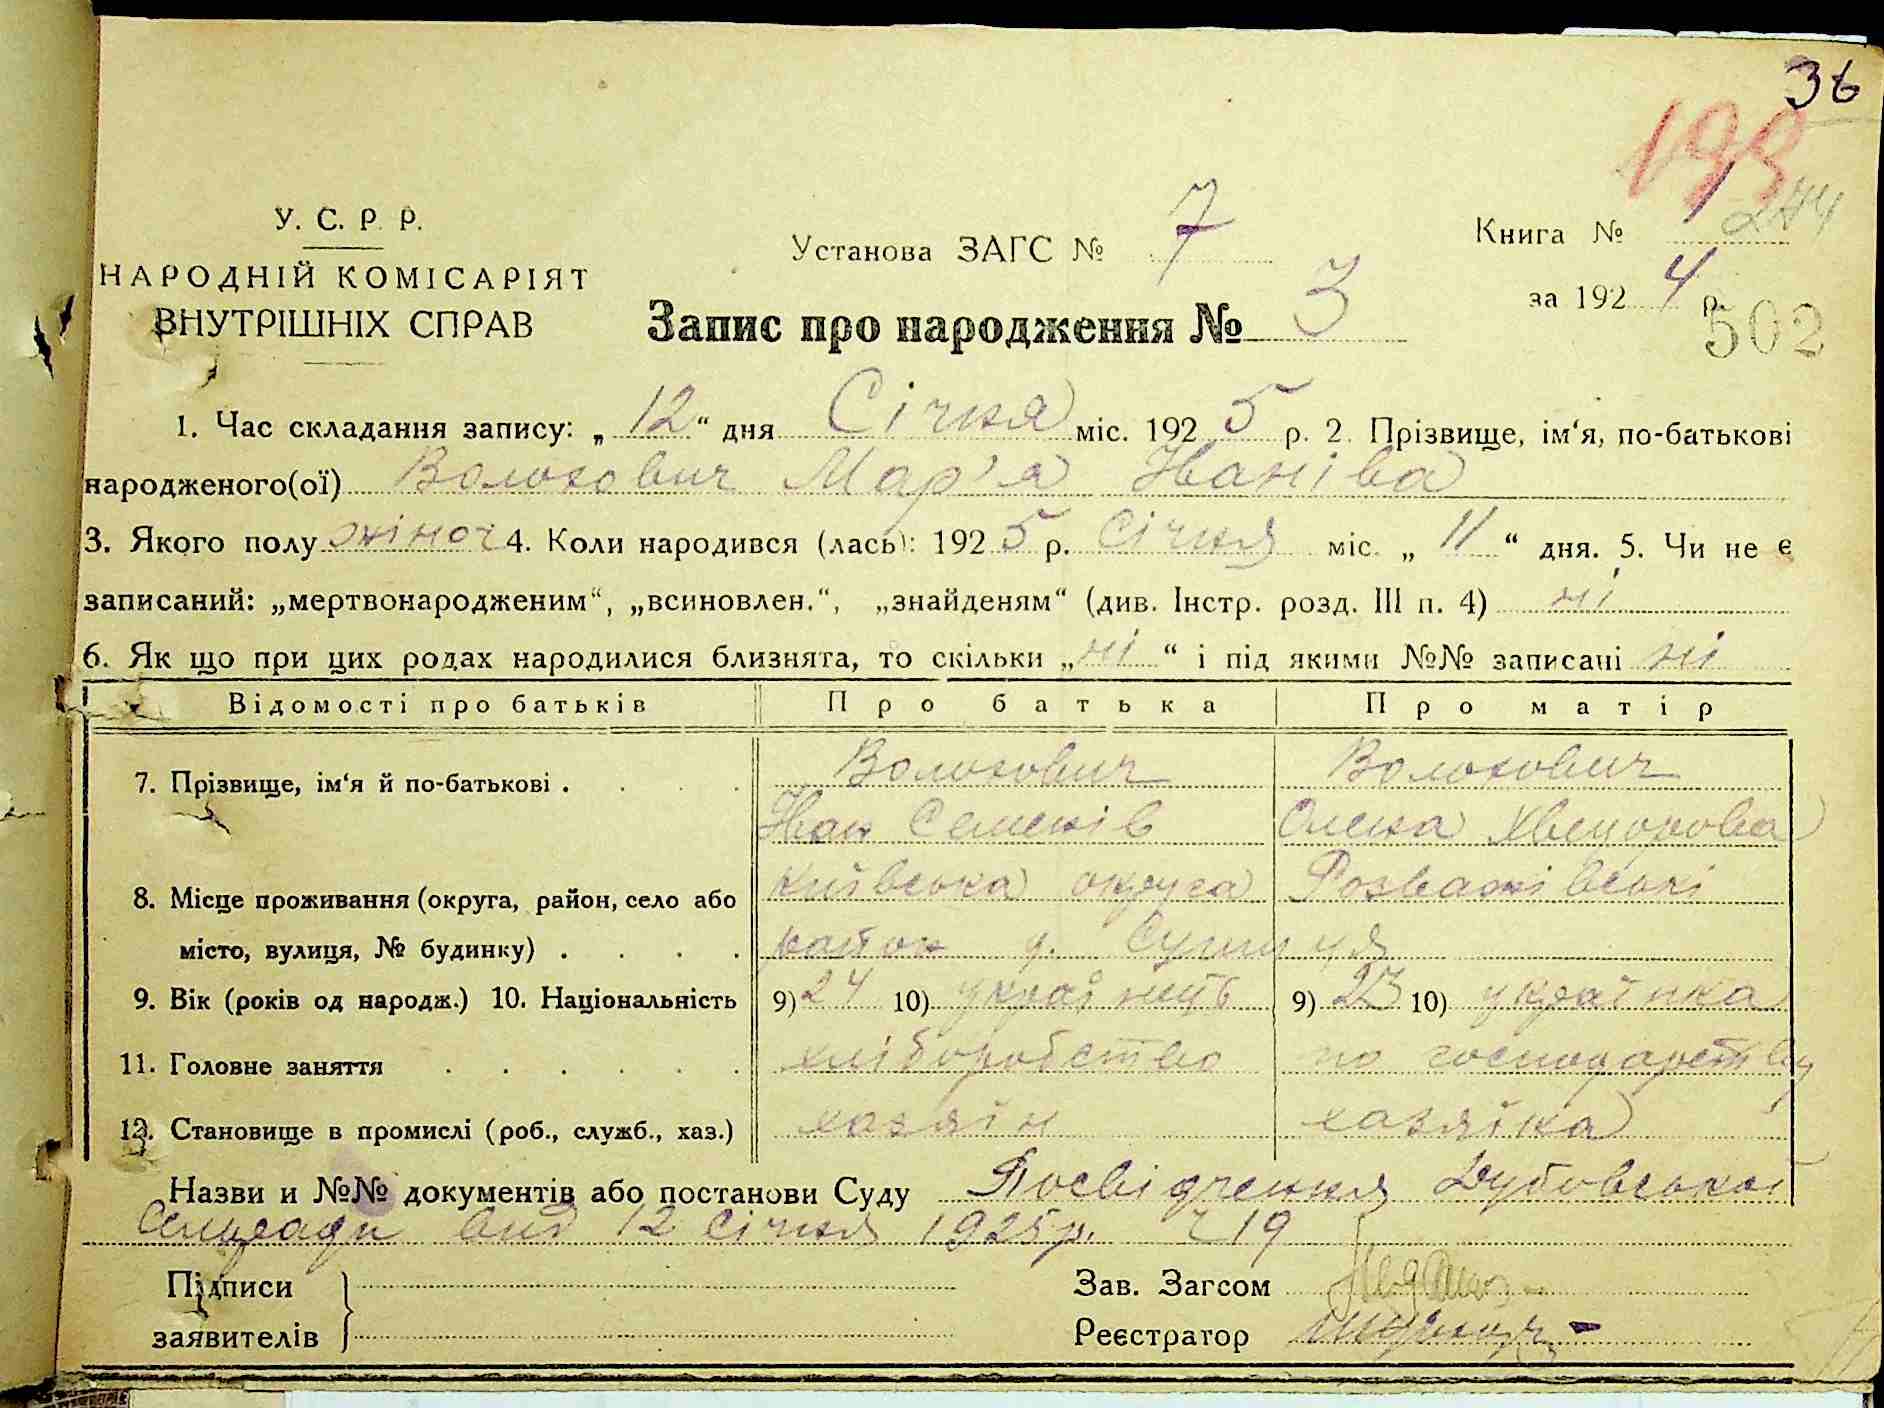 36
193
У. С. Р. Р.
НАРОДНІЙ КОМІСАРІЯТ
ВНУТРІШНІХ СПРАВ
Установа ЗАГС № 7
Книга № 1 274
за 1924 р.
502
Запис про народження № 3
1. Час складання запису: „12“ дня Січня міс. 1925 р. 2. Прізвище, ім‘я, по-батькові
народженого(ої) Волохович Мар'я Іванівa
3. Якого полу жіноч 4. Коли народився (лась): 1925 р. Січня міс. „11“ дня. 5. Чи не є
записаний: „мертвонародженим“, „всиновлен.“, „знайденям“ (див. Інстр. розд. III п. 4) ні
6. Як що при цих родах народилися близнята, то скільки „ні“ і під якими №№ записані ні
Відомості про батьків Про батька Про матір
7. Прізвище, ім‘я й по-батькові . . . . Волохович Волохович
Іван Семенів Олена Хведорова
8. Місце проживання (округа, район, село або Київська округа Розважівські
місто, вулиця, № будинку) . . . . район
9. Вік (років од народж.) 10. Національність 9) 24 10) українець 9) 23 10) українка
11. Головне заняття . . . . . . хліборобство по господарству
12. Становище в промислі (роб., служб., хаз.) хазяїн хазяйка
Назви и №№ документів або постанови Суду Посвідчення Дубовської
Сельради від 12 Січня 1925 р. 19
Підписи
заявителів
Зав. Загсом
Реєстратор